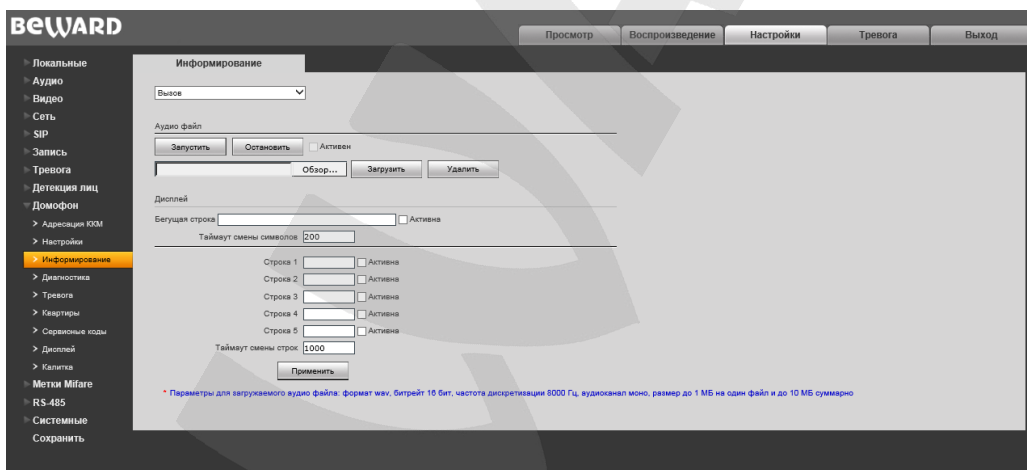 BEWARD
Просмотр Воспроизведение Настройки Тревога Выход
Локальные
Аудио
Видео
Сеть
SIP
Запись
Тревога
Детекция лиц
Домофон
> Адресация ККМ
> Настройки
> Информирование
> Диагностика
> Тревога
> Квартиры
> Сервисные коды
> Дисплей
> Калитка
Метки Mifare
RS-485
Системные
Сохранить
Информирование
Вызов
Аудио файл
Запустить Остановить Активен
Обзор... Загрузить Удалить
Дисплей
Бегущая строка Активна
Таймаут смены символов 200
Строка 1 Активна
Строка 2 Активна
Строка 3 Активна
Строка 4 Активна
Строка 5 Активна
Таймаут смены строк 1000
Применить
* Параметры для загружаемого аудио файла: формат wav, битрейт 16 бит, частота дискретизации 8000 Гц, аудиоканал моно, размер до 1 МБ на один файл и до 10 МБ суммарно